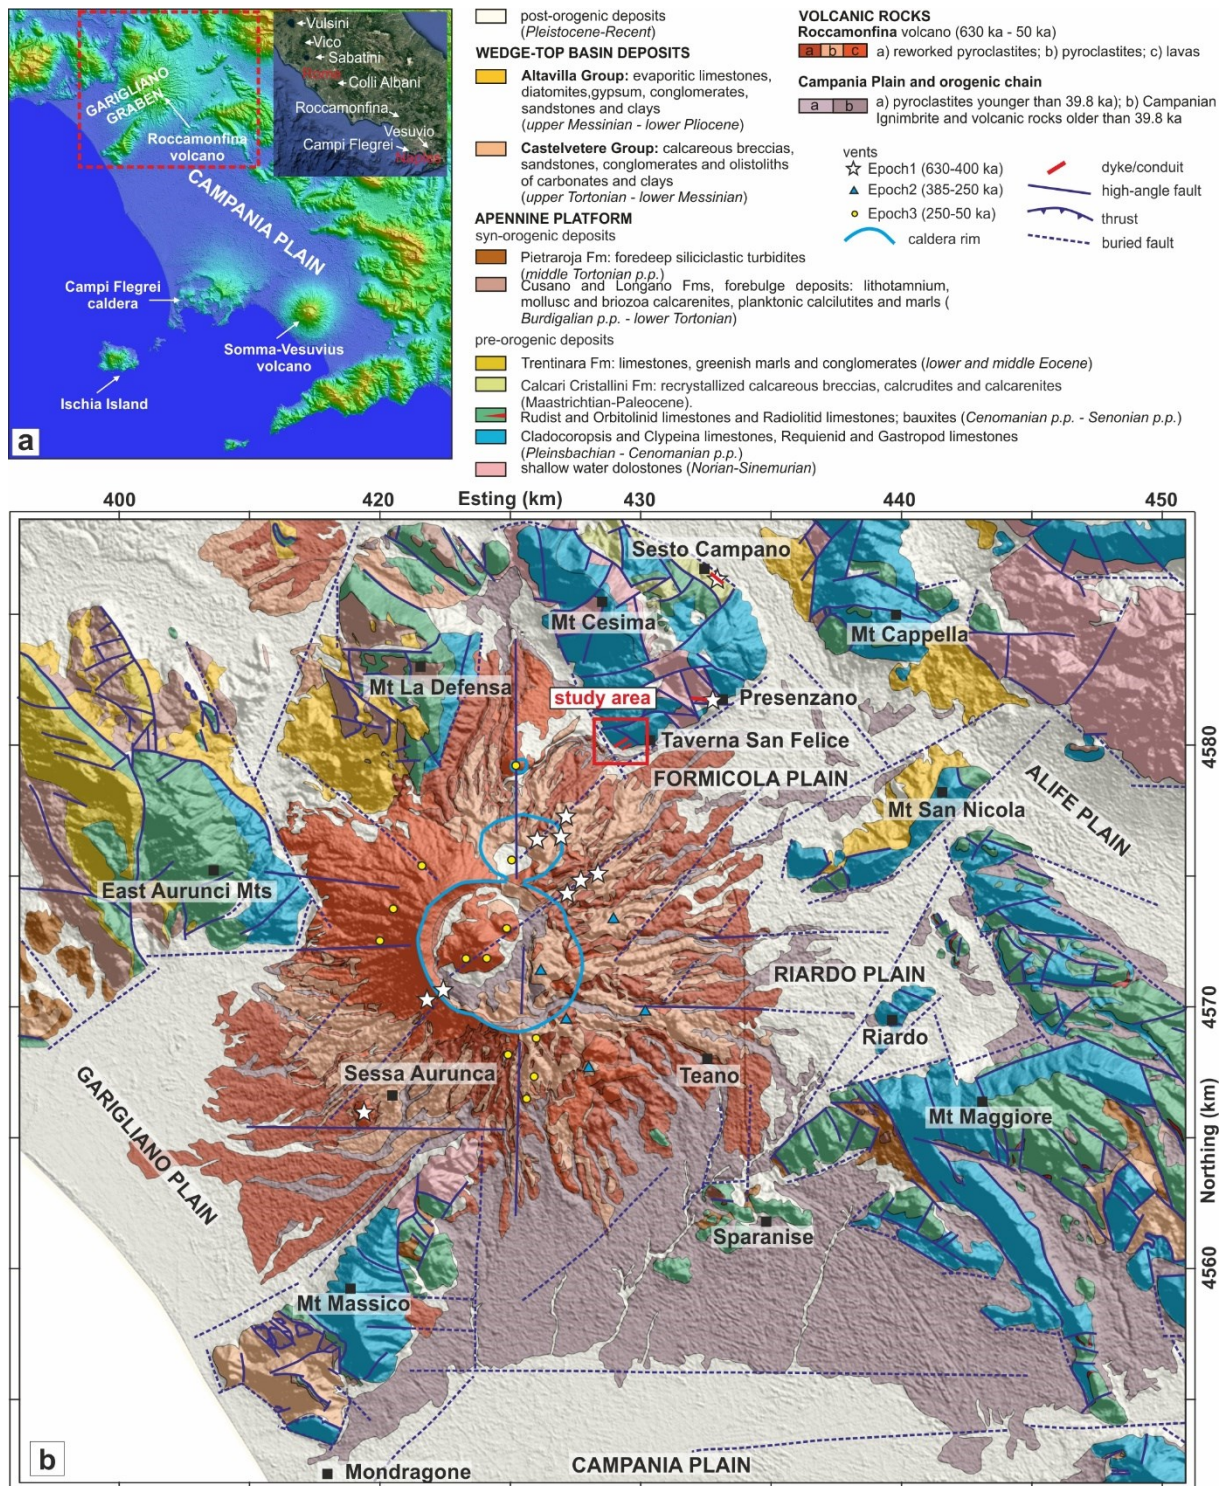 Vulsini
Vico
Sabatini
Roma
Colli Albani
Roccamonfina
Vesuvio
Campi Flegrei
GARIGLIANO
GRABEN
Roccamonfina
volcano
CAMPANIA PLAIN
Campi Flegrei
caldera
Somma-Vesuvius
volcano
Ischia Island
a
post-orogenic deposits
(Pleistocene-Recent)
WEDGE-TOP BASIN DEPOSITS
Altavilla Group: evaporitic limestones,
diatomites,gypsum, conglomerates,
sandstones and clays
(upper Messinian - lower Pliocene)
Castelvetere Group: calcareous breccias,
sandstones, conglomerates and olistoliths
of carbonates and clays
(upper Tortonian - lower Messinian)
APENNINE PLATFORM
syn-orogenic deposits
Pietraroja Fm: foredeep siliciclastic turbidites
(middle Tortonian p.p.)
Cusano and Longano Fms, forebulge deposits: lithotamnium,
mollusc and briozoa calcarenites, planktonic calcilutites and marls (
Burdigalian p.p. - lower Tortonian)
pre-orogenic deposits
Trentinara Fm: limestones, greenish marls and conglomerates (lower and middle Eocene)
Calcari Cristallini Fm: recrystallized calcareous breccias, calcrudites and calcarenites
(Maastrichtian-Paleocene).
Rudist and Orbitolinid limestones and Radiolitid limestones; bauxites (Cenomanian p.p. - Senonian p.p.)
Cladocoropsis and Clypeina limestones, Requienid and Gastropod limestones
(Pleinsbachian - Cenomanian p.p.)
shallow water dolostones (Norian-Sinemurian)
VOLCANIC ROCKS
Roccamonfina volcano (630 ka - 50 ka)
a b c a) reworked pyroclastites; b) pyroclastites; c) lavas
Campania Plain and orogenic chain
a b a) pyroclastites younger than 39.8 ka); b) Campanian
Ignimbrite and volcanic rocks older than 39.8 ka
vents
Epoch1 (630-400 ka)
Epoch2 (385-250 ka)
Epoch3 (250-50 ka)
caldera rim
dyke/conduit
high-angle fault
thrust
buried fault
400 420 Esting (km) 430 440 450
Sesto Campano
Mt Cesima
Mt Cappella
Mt La Defensa
study area
Presenzano
Taverna San Felice
4580
FORMICOLA PLAIN
Mt San Nicola
ALIFE PLAIN
East Aurunci Mts
RIARDO PLAIN
4570
Riardo
Sessa Aurunca
Teano
Mt Maggiore
GARIGLIANO PLAIN
Northing (km)
Sparanise
4560
Mt Massico
b
Mondragone
CAMPANIA PLAIN